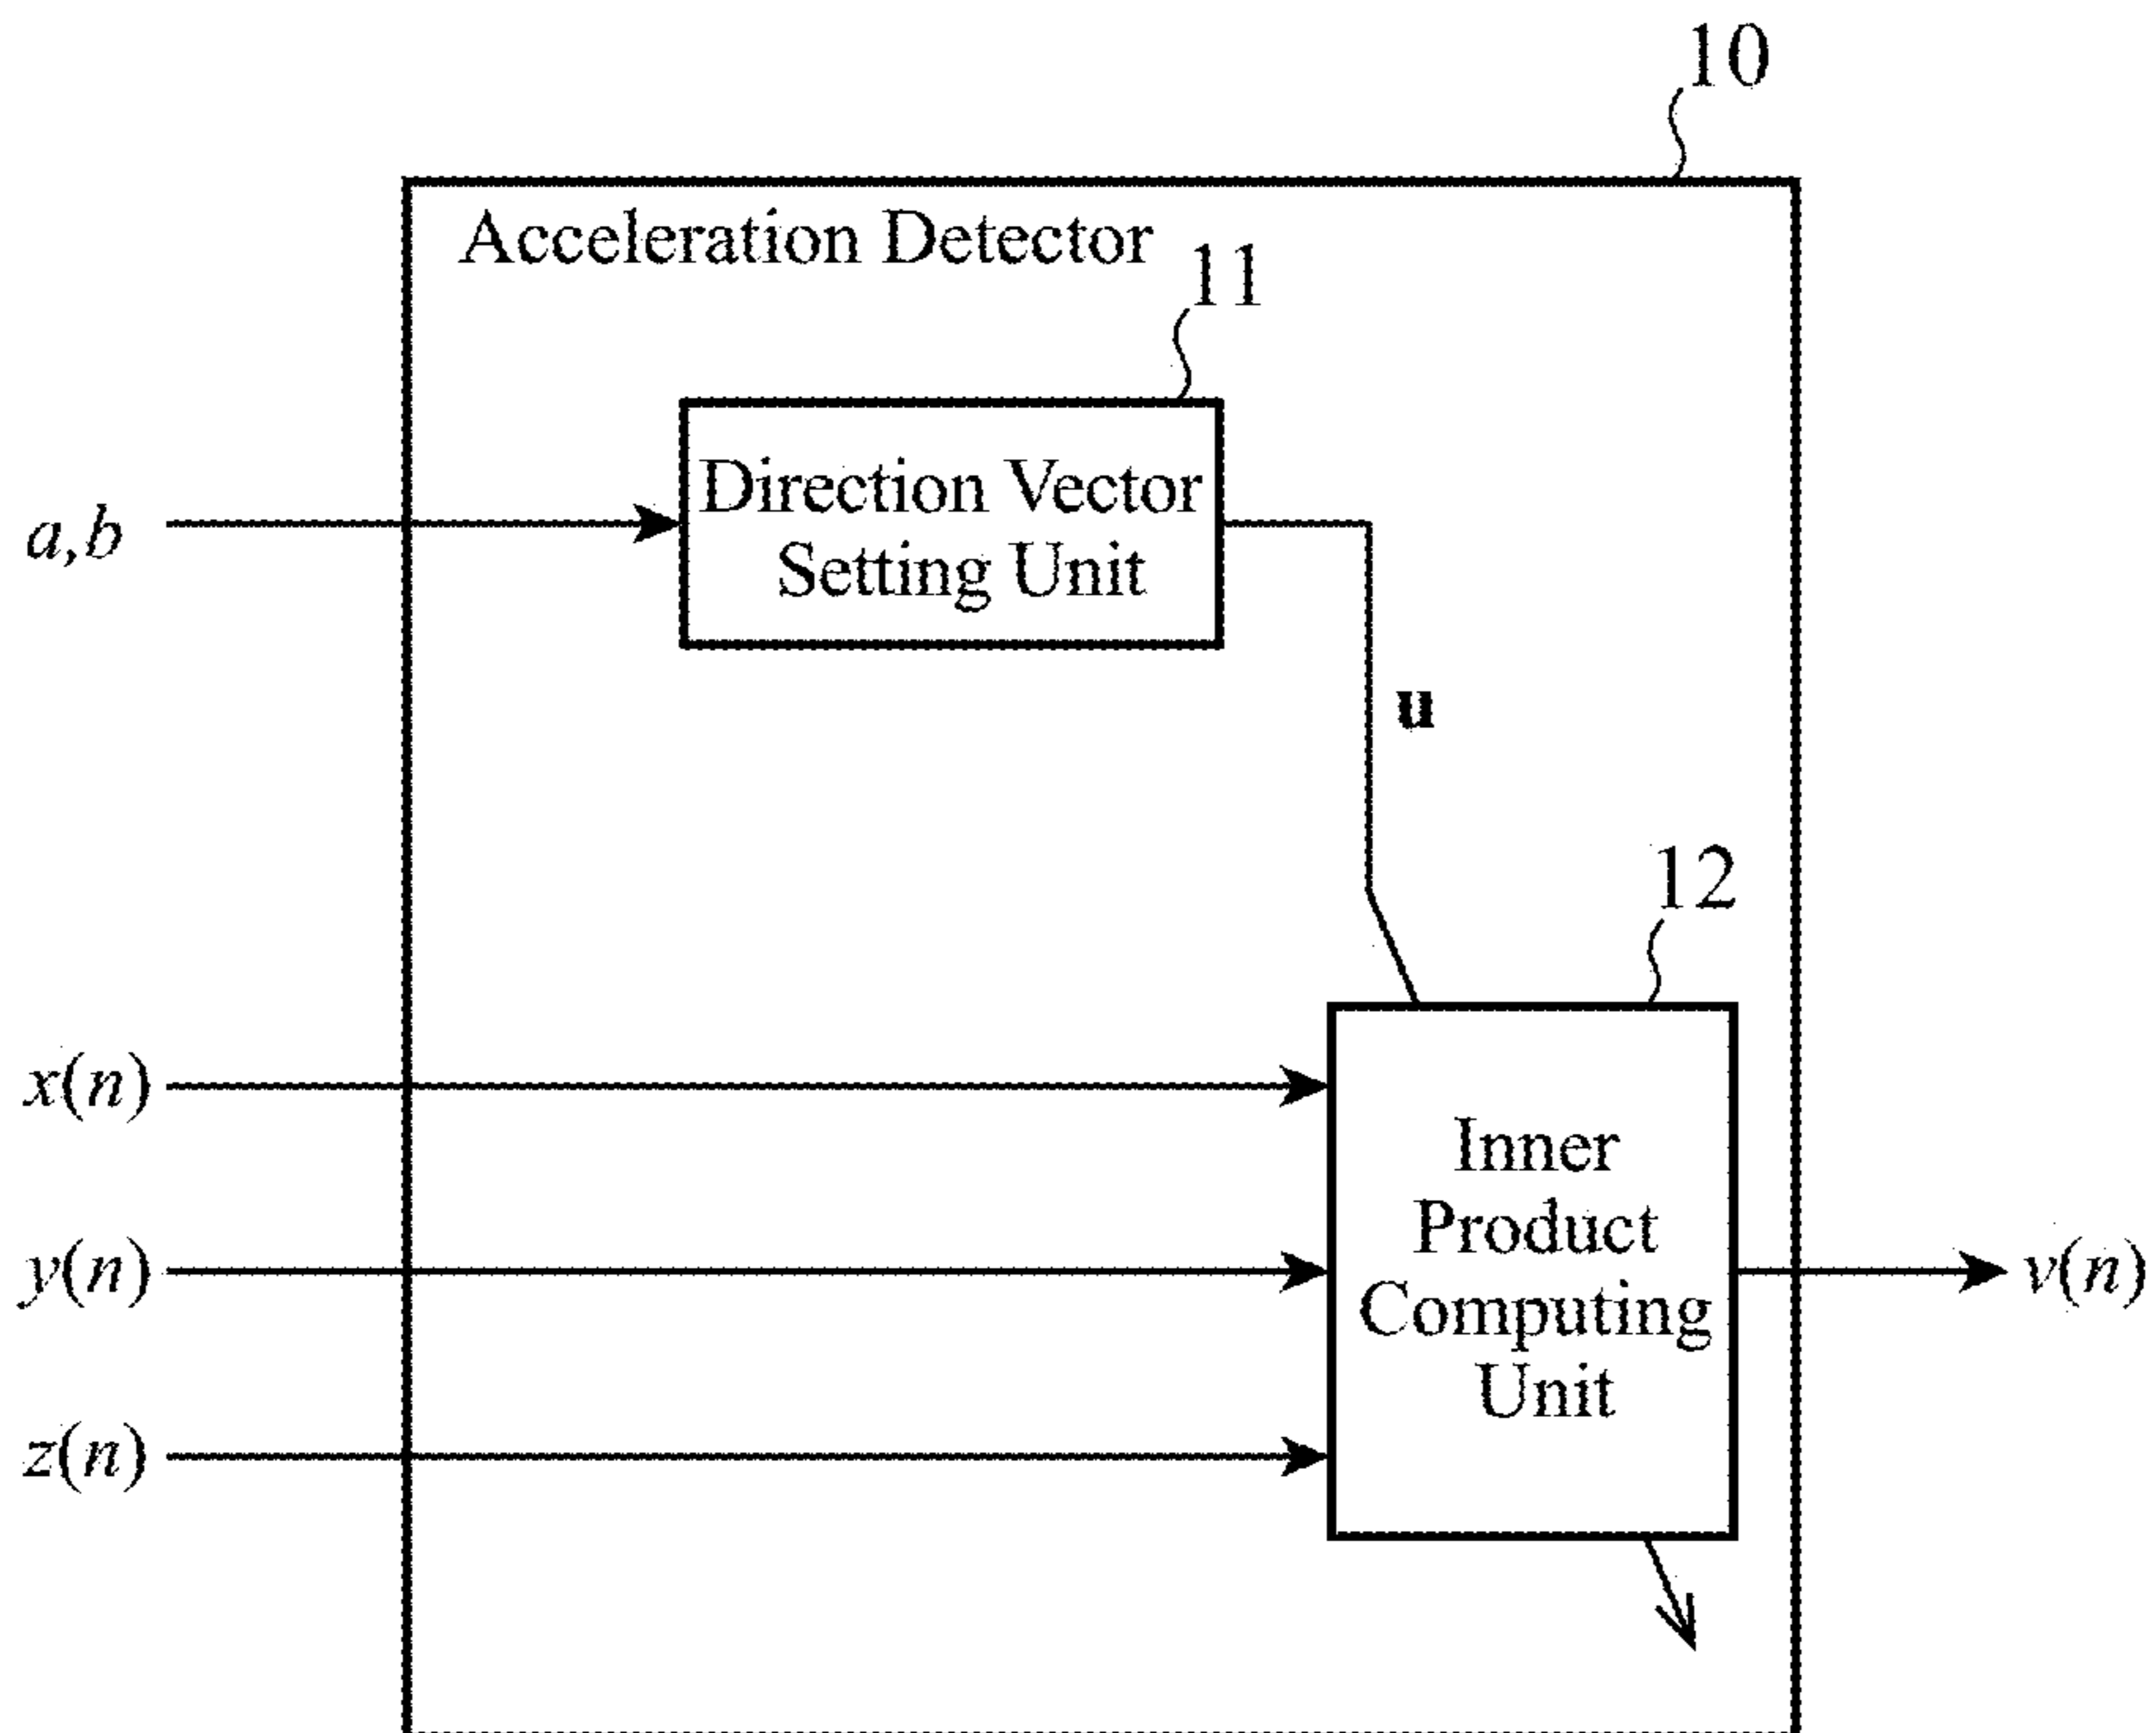 10
Acceleration Detector
11
a,b
Direction Vector
Setting Unit
u
12
x(n)
y(n)
z(n)
Inner
Product
Computing
Unit
v(n)